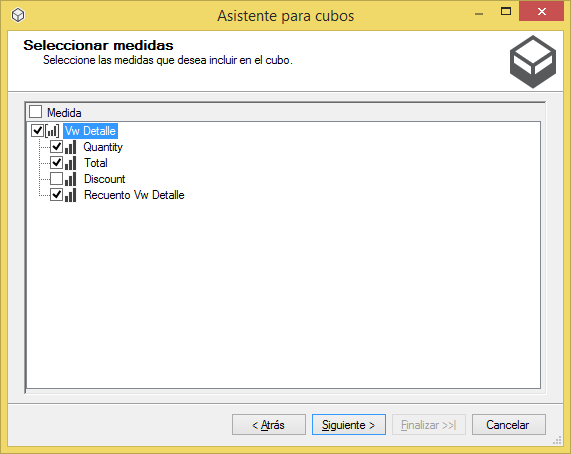 Asistente para cubos
Seleccionar medidas
Seleccione las medidas que desea incluir en el cubo.
Medida
Vw Detalle
Quantity
Total
Discount
Recuento Vw Detalle
< Atrás Siguiente > Finalizar >>| Cancelar